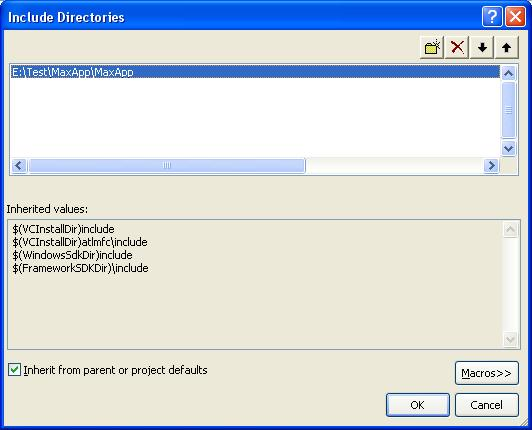 Include Directories
E:\Test\MaxApp\MaxApp
Inherited values:
$(VCInstallDir)include
$(VCInstallDir)atlmfc\include
$(WindowsSdkDir)include
$(FrameworkSDKDir)\include
Inherit from parent or project defaults
Macros>>
OK
Cancel